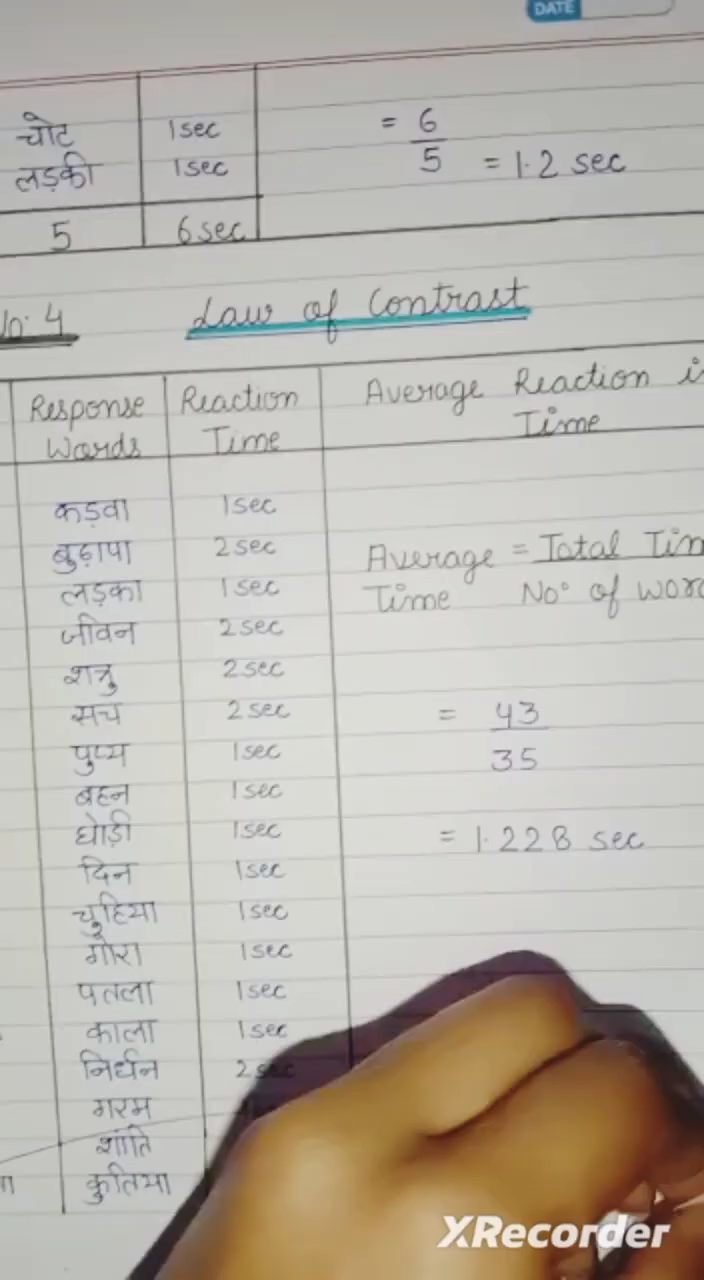 DATE
चोट 1sec = 6
लड़की 1sec 5 = 1.2 sec
5 6sec
No. 4 Law of Contrast
Response Reaction Average Reaction
Words Time Time
कड़वा 1sec
बुढ़ापा 2sec Average = Total
लड़का 1sec Time No° of
जीवन 2sec
शत्रु 2sec
सच 2sec = 43
पुण्य 1sec 35
बहन 1sec
घोड़ी 1sec = 1.228 sec
दिन 1sec
चुहिया 1sec
गोरा 1sec
पतला 1sec
काला 1sec
निर्धन 2sec
गरम
शांति
कुतिया
XRecorder